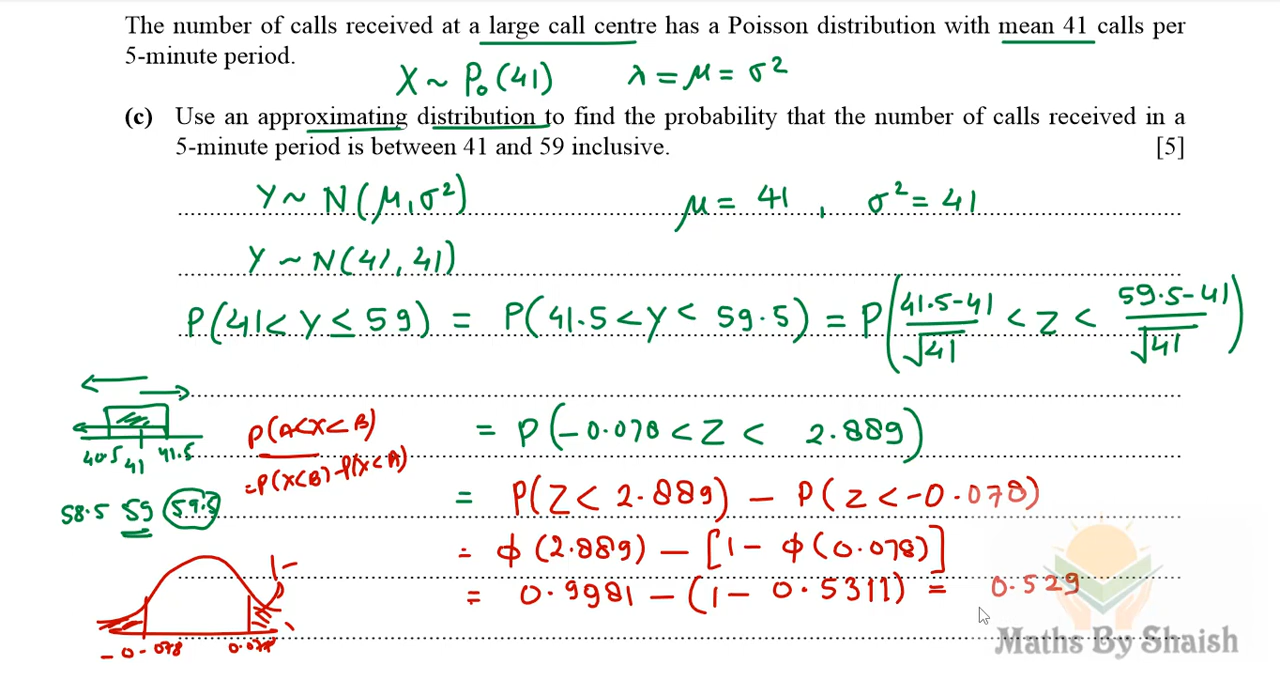 The number of calls received at a large call centre has a Poisson distribution with mean 41 calls per
5-minute period.
X ~ Po(41) λ = μ = σ²
(c) Use an approximating distribution to find the probability that the number of calls received in a
5-minute period is between 41 and 59 inclusive. [5]
Y ~ N(μ, σ²) μ = 41 , σ² = 41
Y ~ N(41, 41)
P(41 < Y ≤ 59) = P(41.5 < Y < 59.5) = P((41.5-41)/√41 < Z < (59.5-41)/√41)
P(A<X<B)
= P(X<B) - P(X<A)
40.5 41 41.5
58.5 59 59.5
= P(-0.078 < Z < 2.889)
= P(Z < 2.889) - P(Z < -0.078)
= ϕ(2.889) - [1 - ϕ(0.078)]
= 0.9981 - (1 - 0.5311) = 0.529
1-
-0.078 0.078
Maths By Shaish